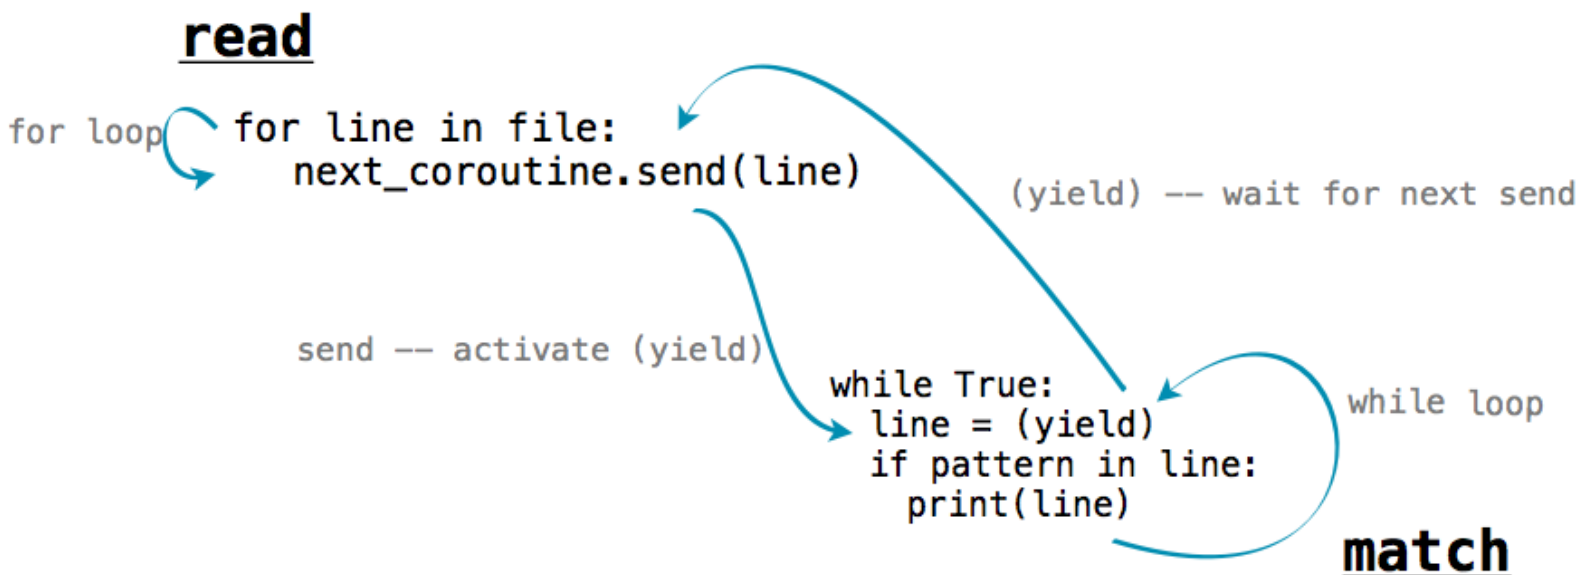 read
for loop
for line in file:
next_coroutine.send(line)
(yield) -- wait for next send
send -- activate (yield)
while True:
line = (yield)
if pattern in line:
print(line)
while loop
match